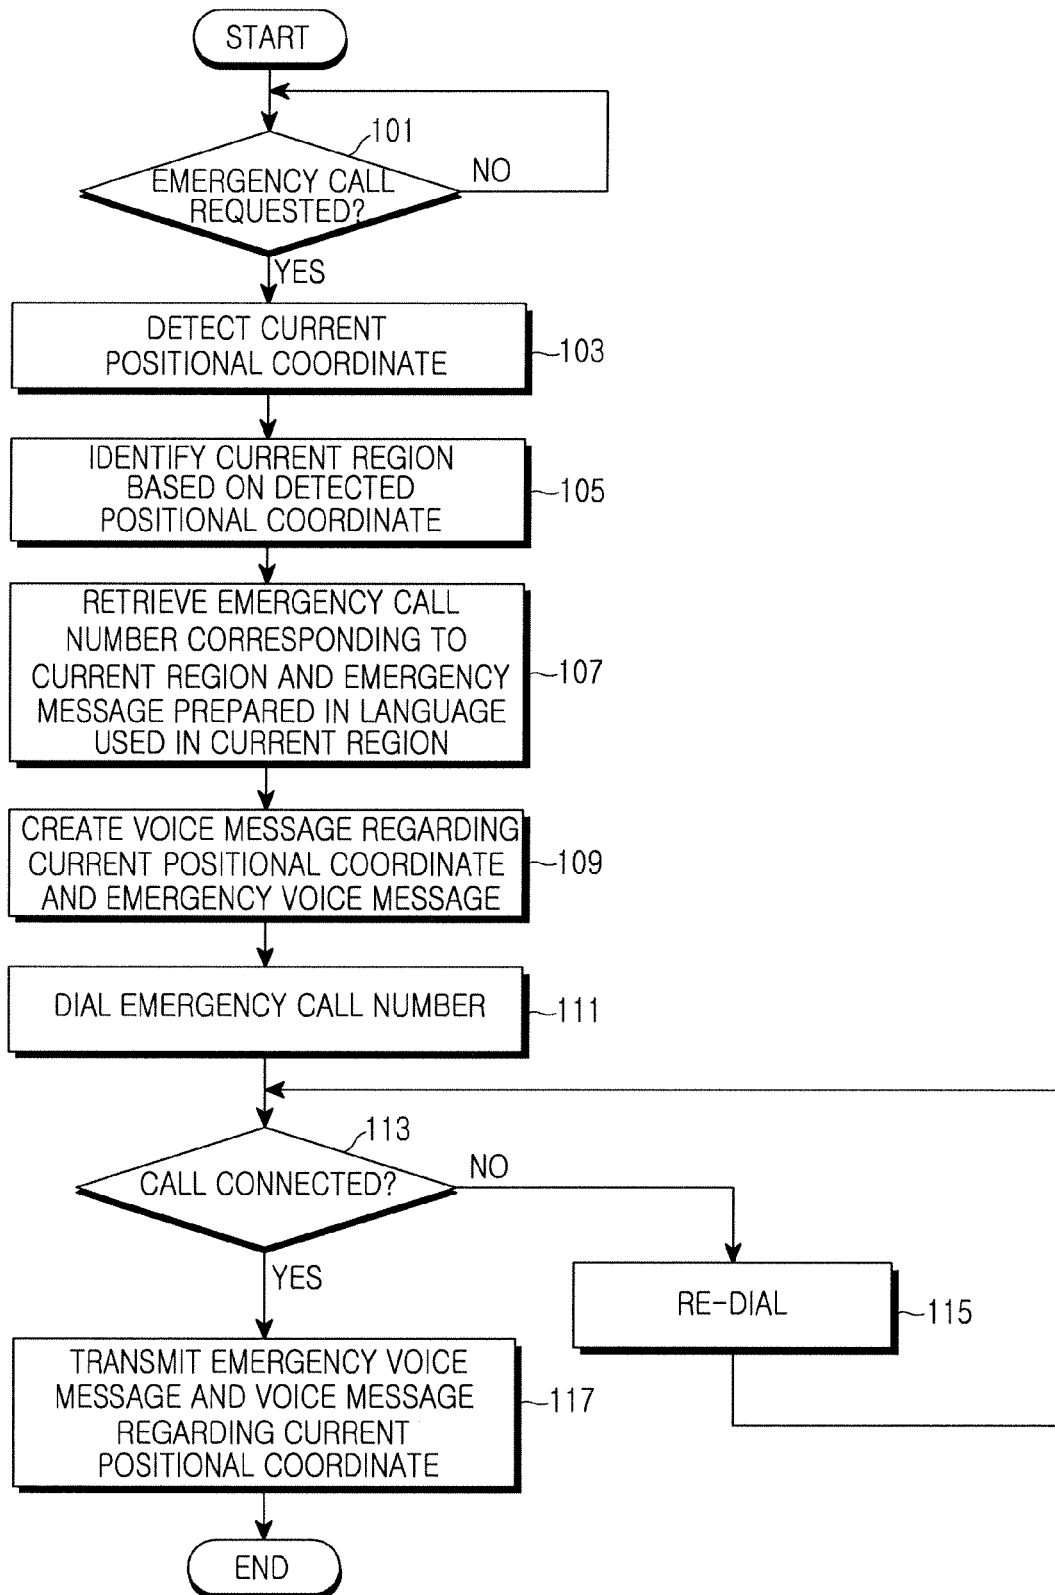 START
101
EMERGENCY CALL
REQUESTED?
NO
YES
DETECT CURRENT
POSITIONAL COORDINATE
103
IDENTIFY CURRENT REGION
BASED ON DETECTED
POSITIONAL COORDINATE
105
RETRIEVE EMERGENCY CALL
NUMBER CORRESPONDING TO
CURRENT REGION AND EMERGENCY
MESSAGE PREPARED IN LANGUAGE
USED IN CURRENT REGION
107
CREATE VOICE MESSAGE REGARDING
CURRENT POSITIONAL COORDINATE
AND EMERGENCY VOICE MESSAGE
109
DIAL EMERGENCY CALL NUMBER
111
113
CALL CONNECTED?
NO
YES
RE-DIAL
115
TRANSMIT EMERGENCY VOICE
MESSAGE AND VOICE MESSAGE
REGARDING CURRENT
POSITIONAL COORDINATE
117
END